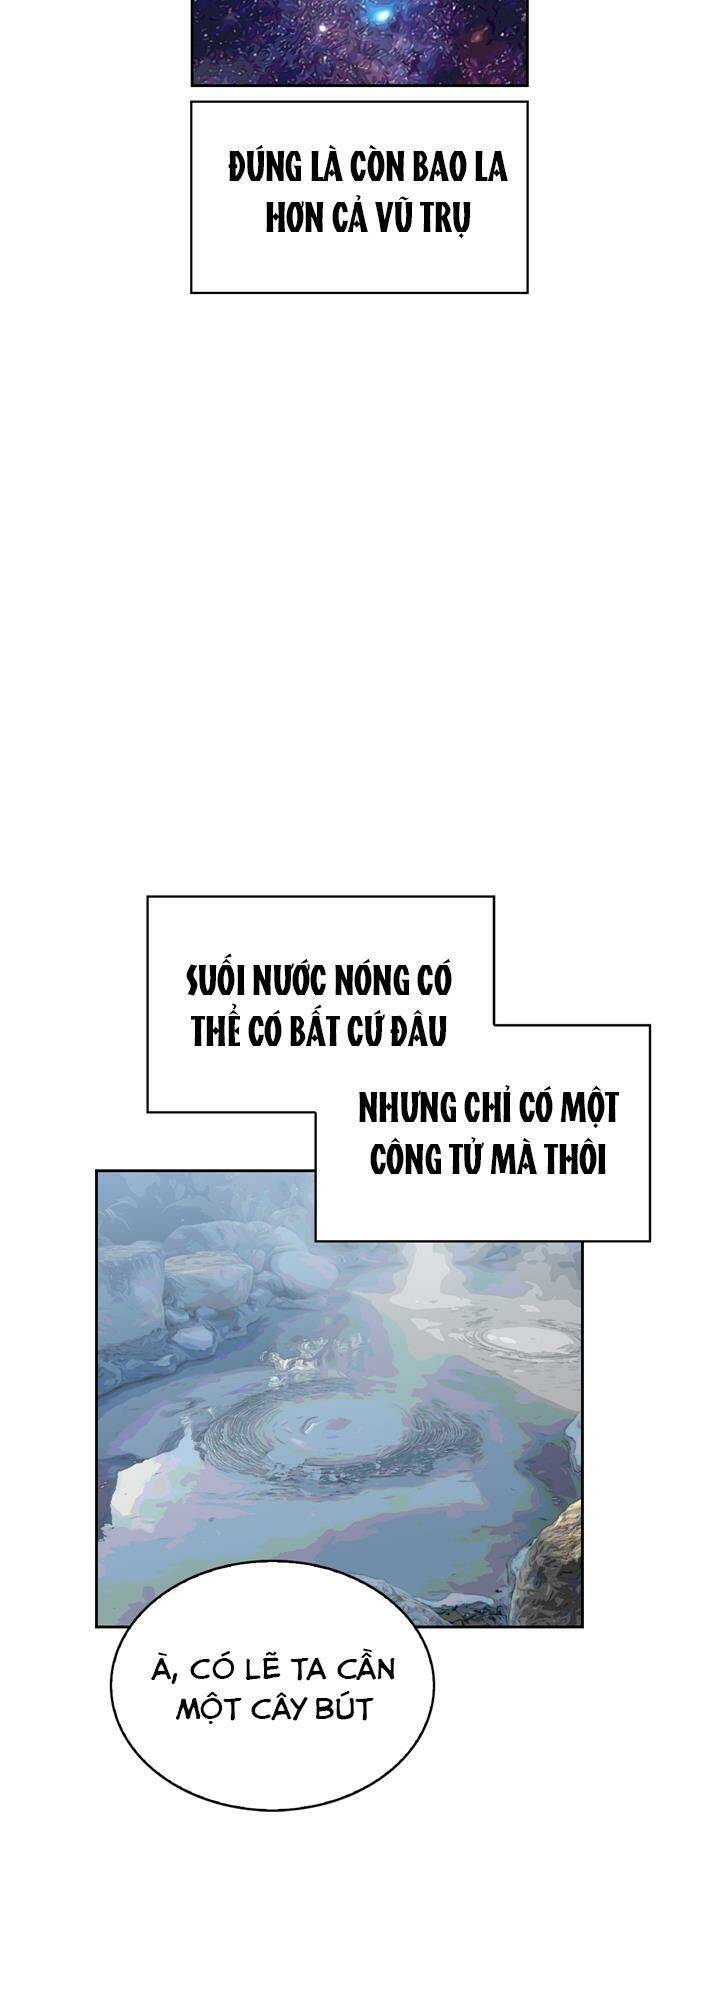 ĐÚNG LÀ CÒN BAO LA
HƠN CẢ VŨ TRỤ
SUỐI NƯỚC NÓNG CÓ
THỂ CÓ BẤT CỨ ĐÂU
NHƯNG CHỈ CÓ MỘT
CÔNG TỬ MÀ THÔI
À, CÓ LẼ TA CẦN
MỘT CÂY BÚT